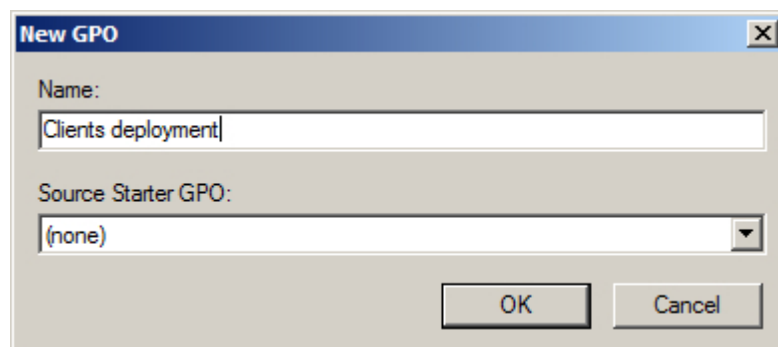 New GPO
Name:
Clients deployment
Source Starter GPO:
(none)
OK Cancel